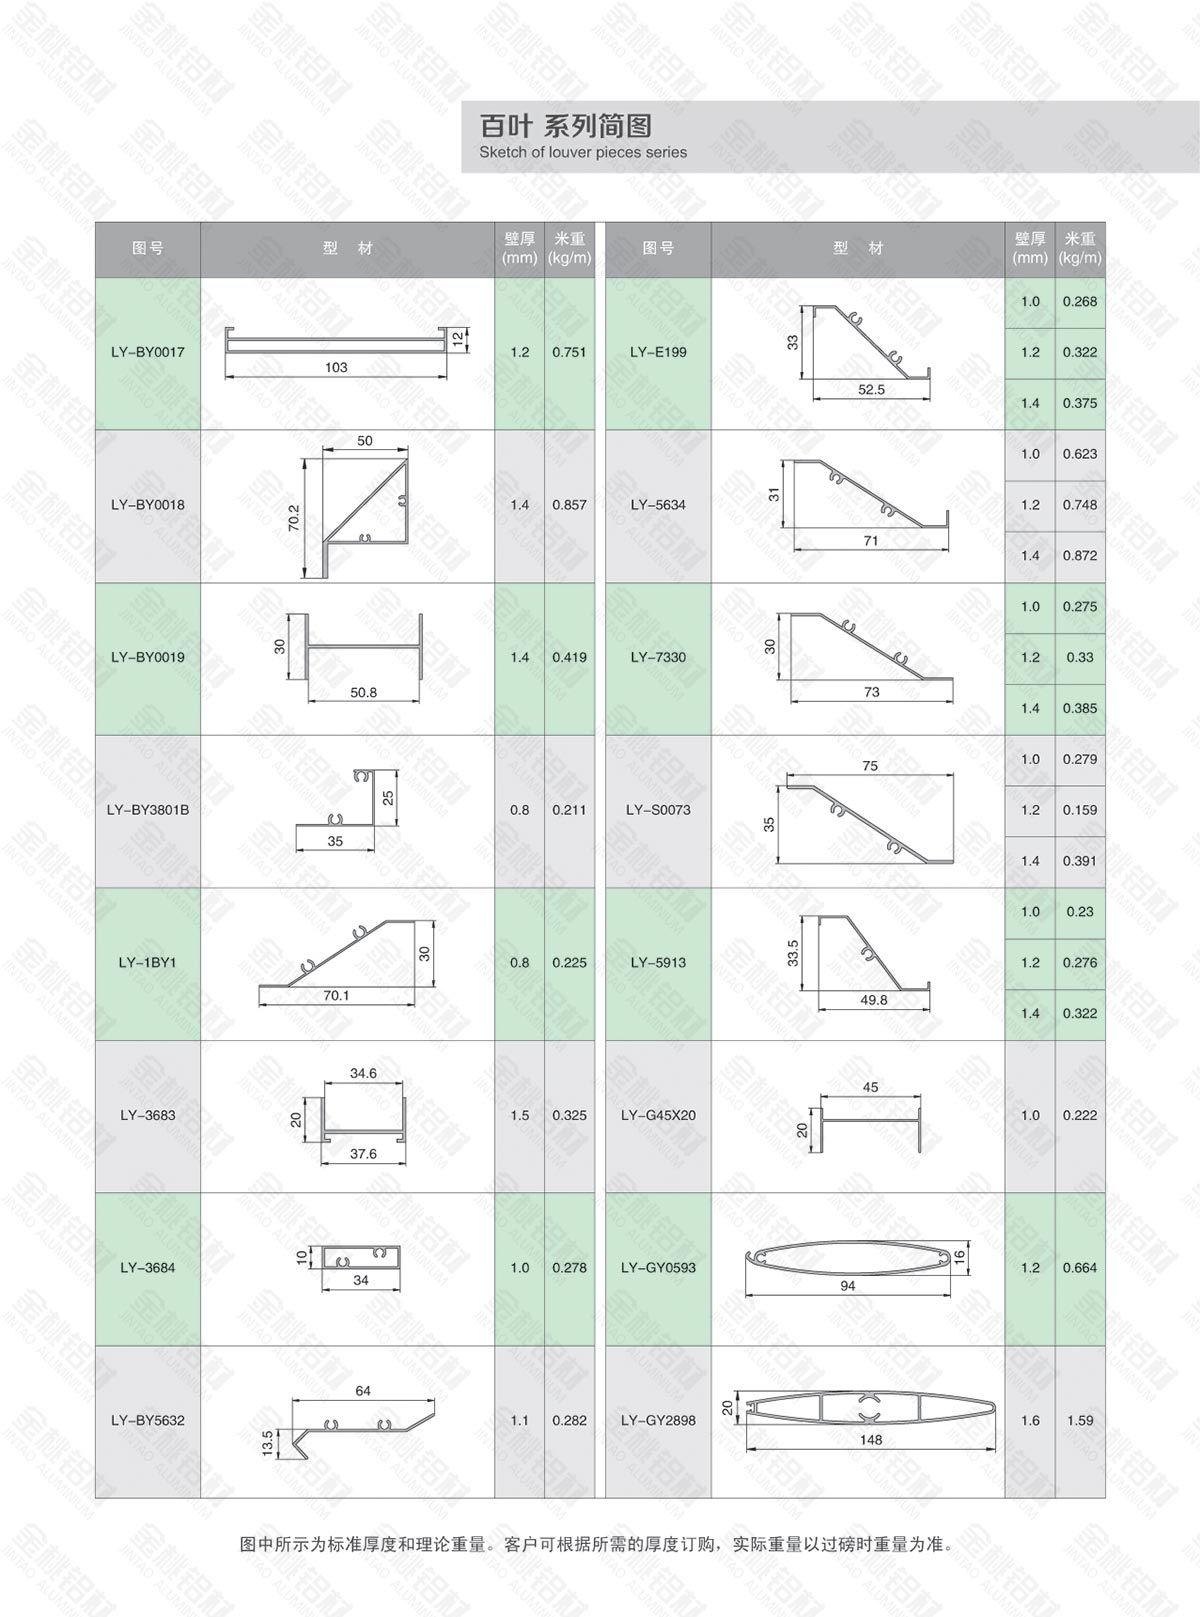 百叶 系列简图
Sketch of louver pieces series
图号 型 材 壁厚(mm) 米重(kg/m) 图号 型 材 壁厚(mm) 米重(kg/m)
LY-BY0017 103 12 1.2 0.751
LY-E199 33 52.5 1.0 0.268
1.2 0.322
1.4 0.375
LY-BY0018 50 70.2 1.4 0.857
LY-5634 31 71 1.0 0.623
1.2 0.748
1.4 0.872
LY-BY0019 30 50.8 1.4 0.419
LY-7330 30 73 1.0 0.275
1.2 0.33
1.4 0.385
LY-BY3801B 25 35 0.8 0.211
LY-S0073 75 35 1.0 0.279
1.2 0.159
1.4 0.391
LY-1BY1 30 70.1 0.8 0.225
LY-5913 33.5 49.8 1.0 0.23
1.2 0.276
1.4 0.322
LY-3683 34.6 20 37.6 1.5 0.325
LY-G45X20 45 20 1.0 0.222
LY-3684 10 34 1.0 0.278
LY-GY0593 16 94 1.2 0.664
LY-BY5632 64 13.5 1.1 0.282
LY-GY2898 20 148 1.6 1.59
图中所示为标准厚度和理论重量。客户可根据所需的厚度订购，实际重量以过磅时重量为准。
金桃铝材
JINTAO ALUMINIUM